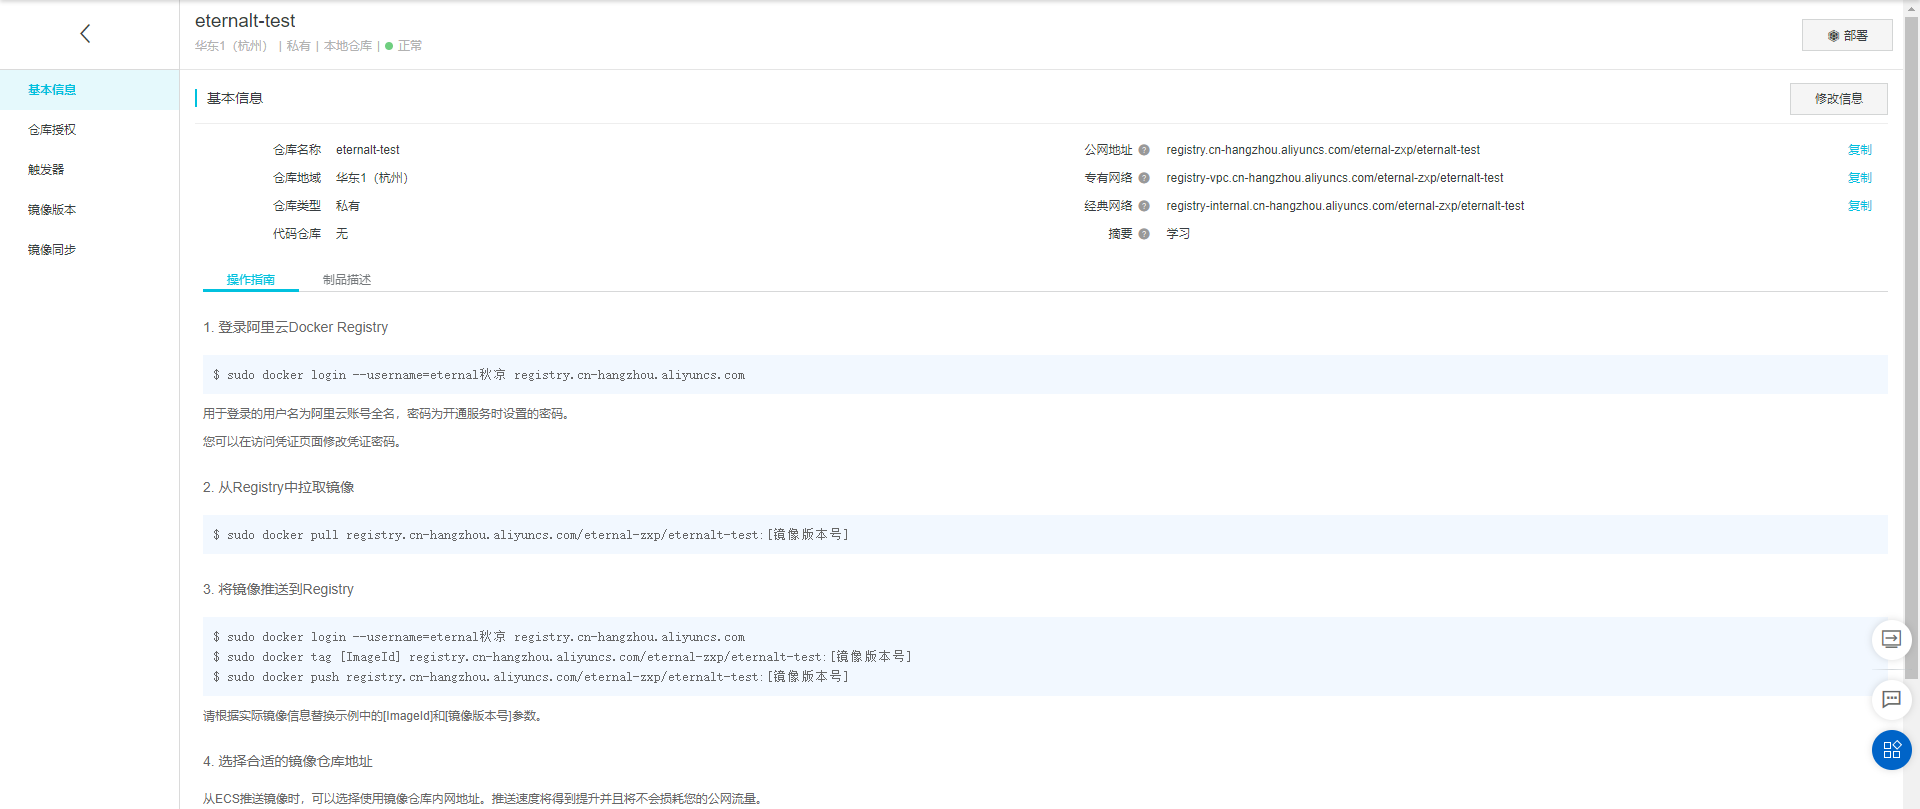 eternalt-test
华东1（杭州） | 私有 | 本地仓库 | 正常
部署
基本信息
仓库授权
触发器
镜像版本
镜像同步
基本信息
修改信息
仓库名称 eternalt-test
仓库地域 华东1（杭州）
仓库类型 私有
代码仓库 无
公网地址 registry.cn-hangzhou.aliyuncs.com/eternal-zxp/eternalt-test 复制
专有网络 registry-vpc.cn-hangzhou.aliyuncs.com/eternal-zxp/eternalt-test 复制
经典网络 registry-internal.cn-hangzhou.aliyuncs.com/eternal-zxp/eternalt-test 复制
摘要 学习
操作指南 制品描述
1. 登录阿里云Docker Registry
$ sudo docker login --username=eternal秋凉 registry.cn-hangzhou.aliyuncs.com
用于登录的用户名为阿里云账号全名，密码为开通服务时设置的密码。
您可以在访问凭证页面修改凭证密码。
2. 从Registry中拉取镜像
$ sudo docker pull registry.cn-hangzhou.aliyuncs.com/eternal-zxp/eternalt-test:[镜像版本号]
3. 将镜像推送到Registry
$ sudo docker login --username=eternal秋凉 registry.cn-hangzhou.aliyuncs.com
$ sudo docker tag [ImageId] registry.cn-hangzhou.aliyuncs.com/eternal-zxp/eternalt-test:[镜像版本号]
$ sudo docker push registry.cn-hangzhou.aliyuncs.com/eternal-zxp/eternalt-test:[镜像版本号]
请根据实际镜像信息替换示例中的[ImageId]和[镜像版本号]参数。
4. 选择合适的镜像仓库地址
从ECS推送镜像时，可以选择使用镜像仓库内网地址。推送速度将得到提升并且将不会损耗您的公网流量。